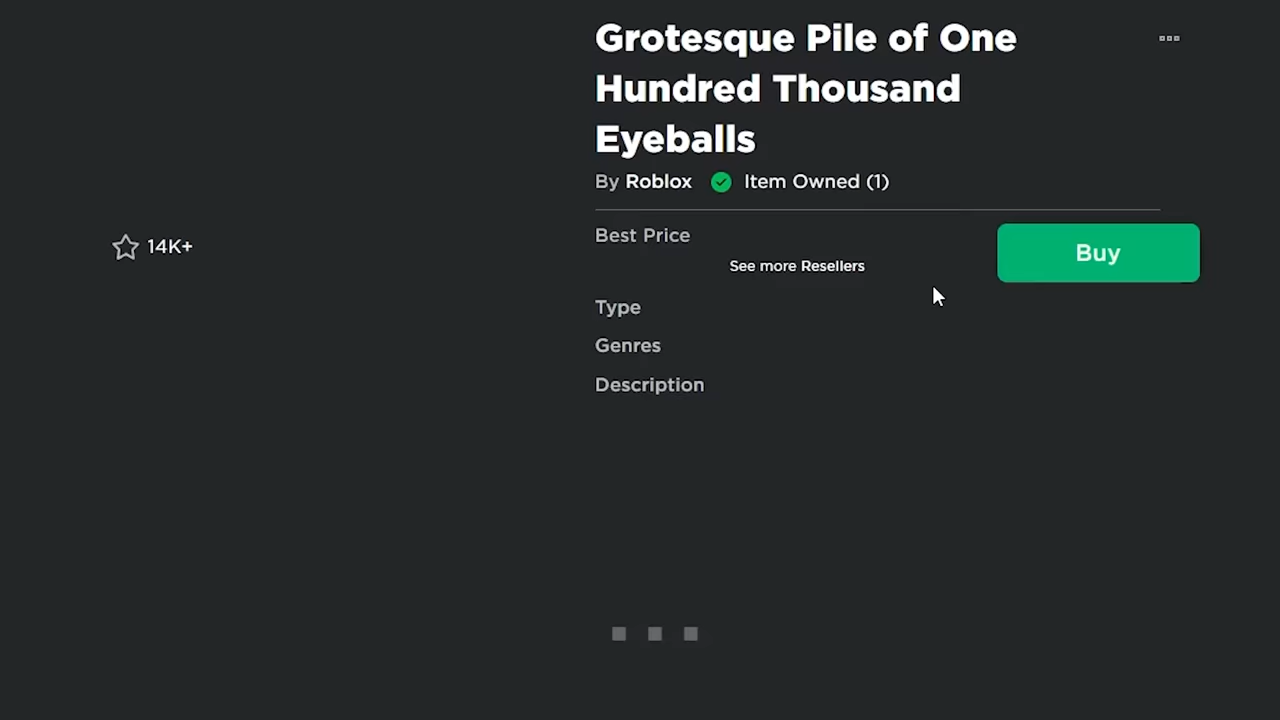 Grotesque Pile of One
Hundred Thousand
Eyeballs
By Roblox Item Owned (1)
14K+
Best Price
See more Resellers
Buy
Type
Genres
Description